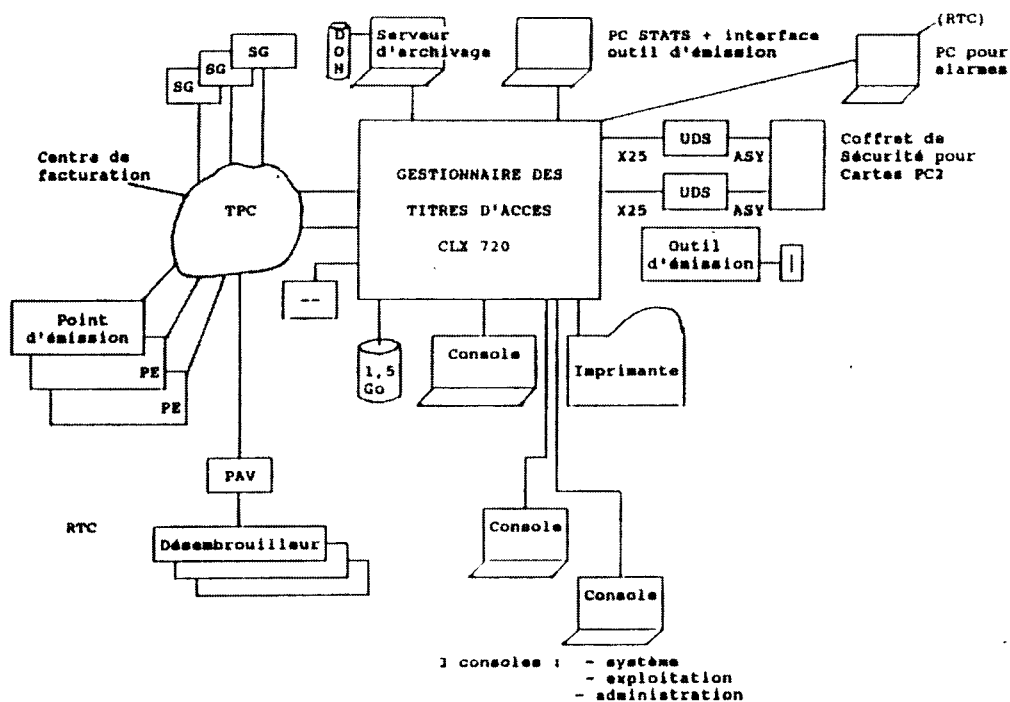 (RTC)
SG
SG
SG
DON
Serveur
d'archivage
PC STATS + interface
outil d'émission
PC pour
alarmes
Centre de
facturation
TPC
GESTIONNAIRE DES
TITRES D'ACCES
CLX 720
X25
UDS
ASY
X25
UDS
ASY
Coffret de
Sécurité pour
Cartes PC2
Outil
d'émission
--
Point
d'émission
PE
PE
1,5
Go
Console
Imprimante
PAV
RTC
Désembrouilleur
Console
Console
3 consoles : - système
- exploitation
- administration